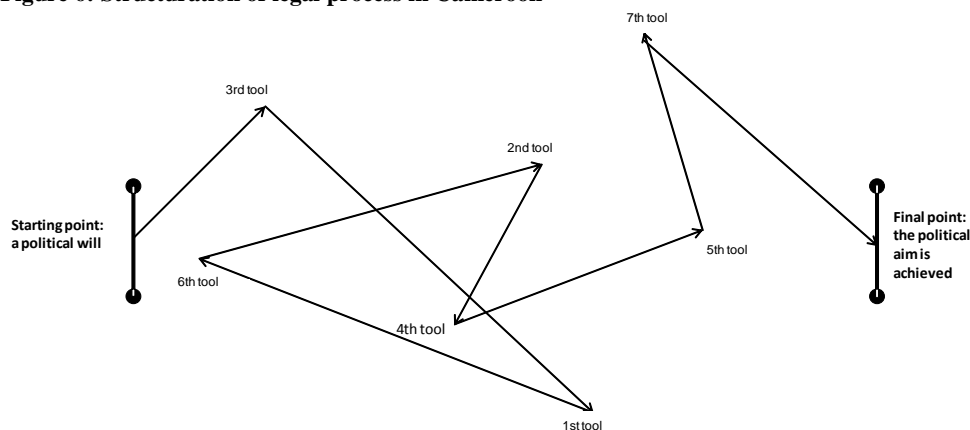 Figure 6: Structuration of legal process in Cameroon
7th tool
3rd tool
2nd tool
Starting point:
a political will
Final point:
the political
aim is
achieved
5th tool
6th tool
4th tool
1st tool